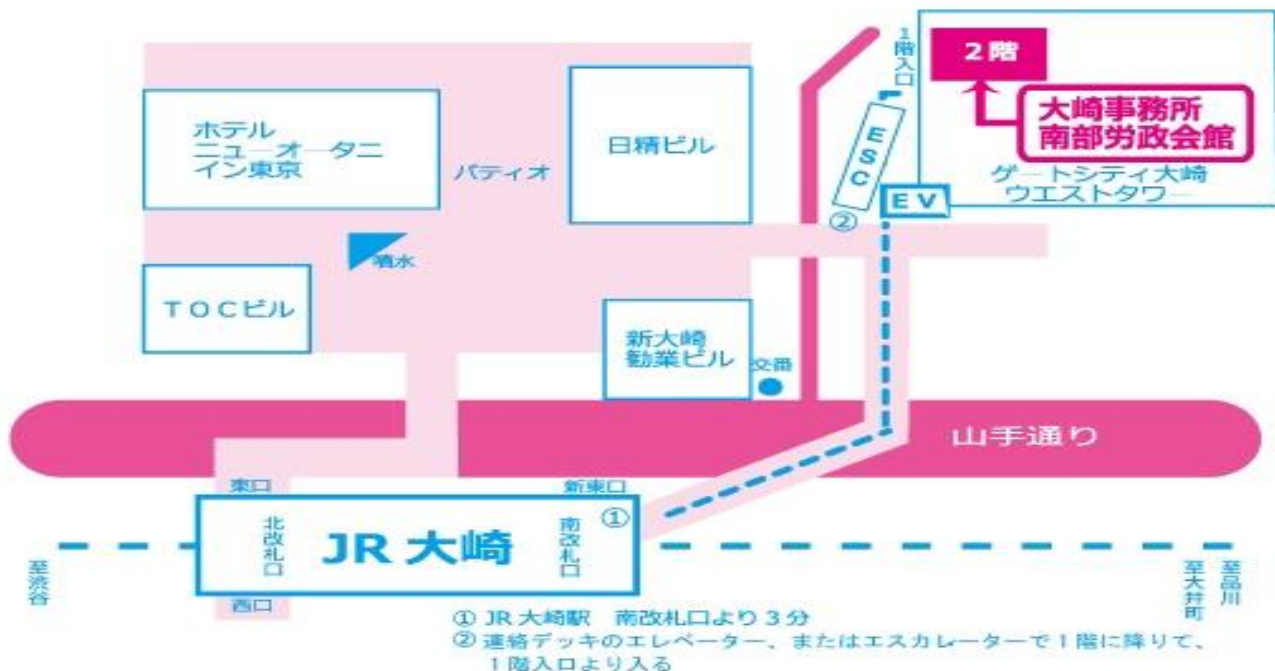 1階入口
2階
大崎事務所
南部労政会館
ゲートシティ大崎
ウエストタワー
ESC
EV
②
ホテル
ニューオータニ
イン東京
パティオ
日精ビル
噴水
TOCビル
新大崎
勧業ビル
交番
山手通り
東口
新東口
北改札口
JR 大崎
南改札口
①
西口
至渋谷
至大井町
至品川
① JR 大崎駅 南改札口より3分
②連絡デッキのエレベーター、またはエスカレーターで1階に降りて、
1階入口より入る